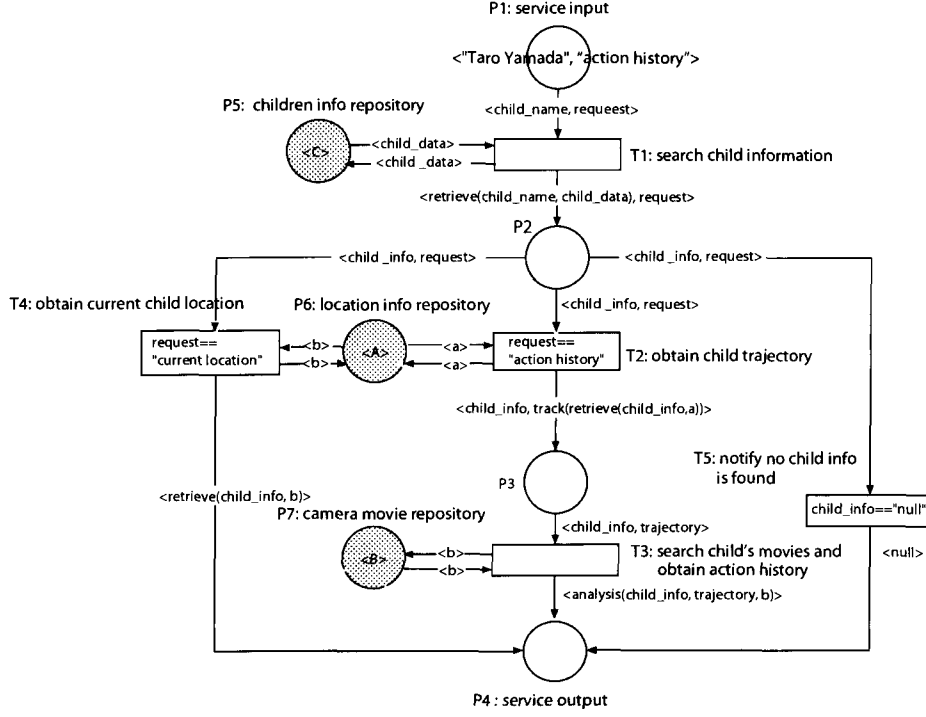 P1: service input
<"Taro Yamada", "action history">
<child_name, requeest>
P5: children info repository
<C>
<child_data>
<child _data>
T1: search child information
<retrieve(child_name, child_data), request>
P2
<child _info, request>
<child_info, request>
<child_info, request>
T4: obtain current child location
P6: location info repository
request==
"current location"
<b>
<b>
<A>
<a>
<a>
request==
"action history"
T2: obtain child trajectory
<child_info, track(retrieve(child_info,a))>
P3
T5: notify no child info
is found
<retrieve(child_info, b)>
child_info=="null"
P7: camera movie repository
<child_info, trajectory>
<B>
<b>
<b>
T3: search child's movies and
obtain action history
<null>
<analysis(child_info, trajectory, b)>
P4 : service output